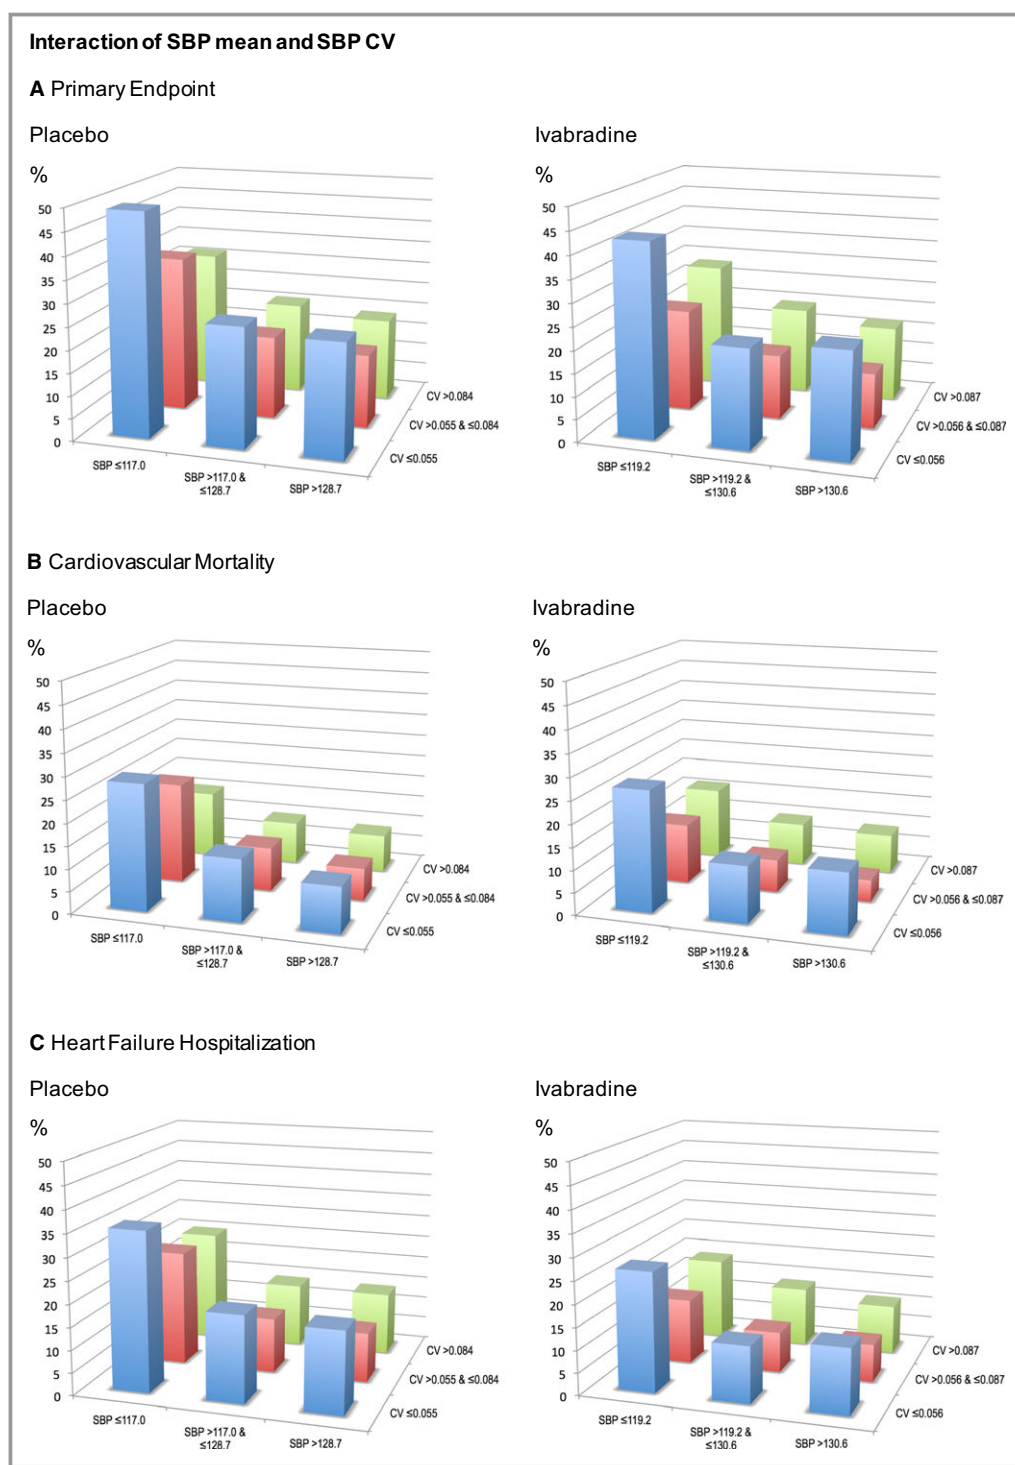 Interaction of SBP mean and SBP CV
A Primary Endpoint
Placebo
Ivabradine
%
%
50
45
40
35
30
25
20
15
10
5
0
SBP ≤117.0
SBP >117.0 &
≤128.7
SBP >128.7
CV >0.084
CV >0.055 & ≤0.084
CV ≤0.055
50
45
40
35
30
25
20
15
10
5
0
SBP ≤119.2
SBP >119.2 &
≤130.6
SBP >130.6
CV >0.087
CV >0.056 & ≤0.087
CV ≤0.056
B Cardiovascular Mortality
Placebo
Ivabradine
%
%
50
45
40
35
30
25
20
15
10
5
0
SBP ≤117.0
SBP >117.0 &
≤128.7
SBP >128.7
CV >0.084
CV >0.055 & ≤0.084
CV ≤0.055
50
45
40
35
30
25
20
15
10
5
0
SBP ≤119.2
SBP >119.2 &
≤130.6
SBP >130.6
CV >0.087
CV >0.056 & ≤0.087
CV ≤0.056
C Heart Failure Hospitalization
Placebo
Ivabradine
%
%
50
45
40
35
30
25
20
15
10
5
0
SBP ≤117.0
SBP >117.0 &
≤128.7
SBP >128.7
CV >0.084
CV >0.055 & ≤0.084
CV ≤0.055
50
45
40
35
30
25
20
15
10
5
0
SBP ≤119.2
SBP >119.2 &
≤130.6
SBP >130.6
CV >0.087
CV >0.056 & ≤0.087
CV ≤0.056